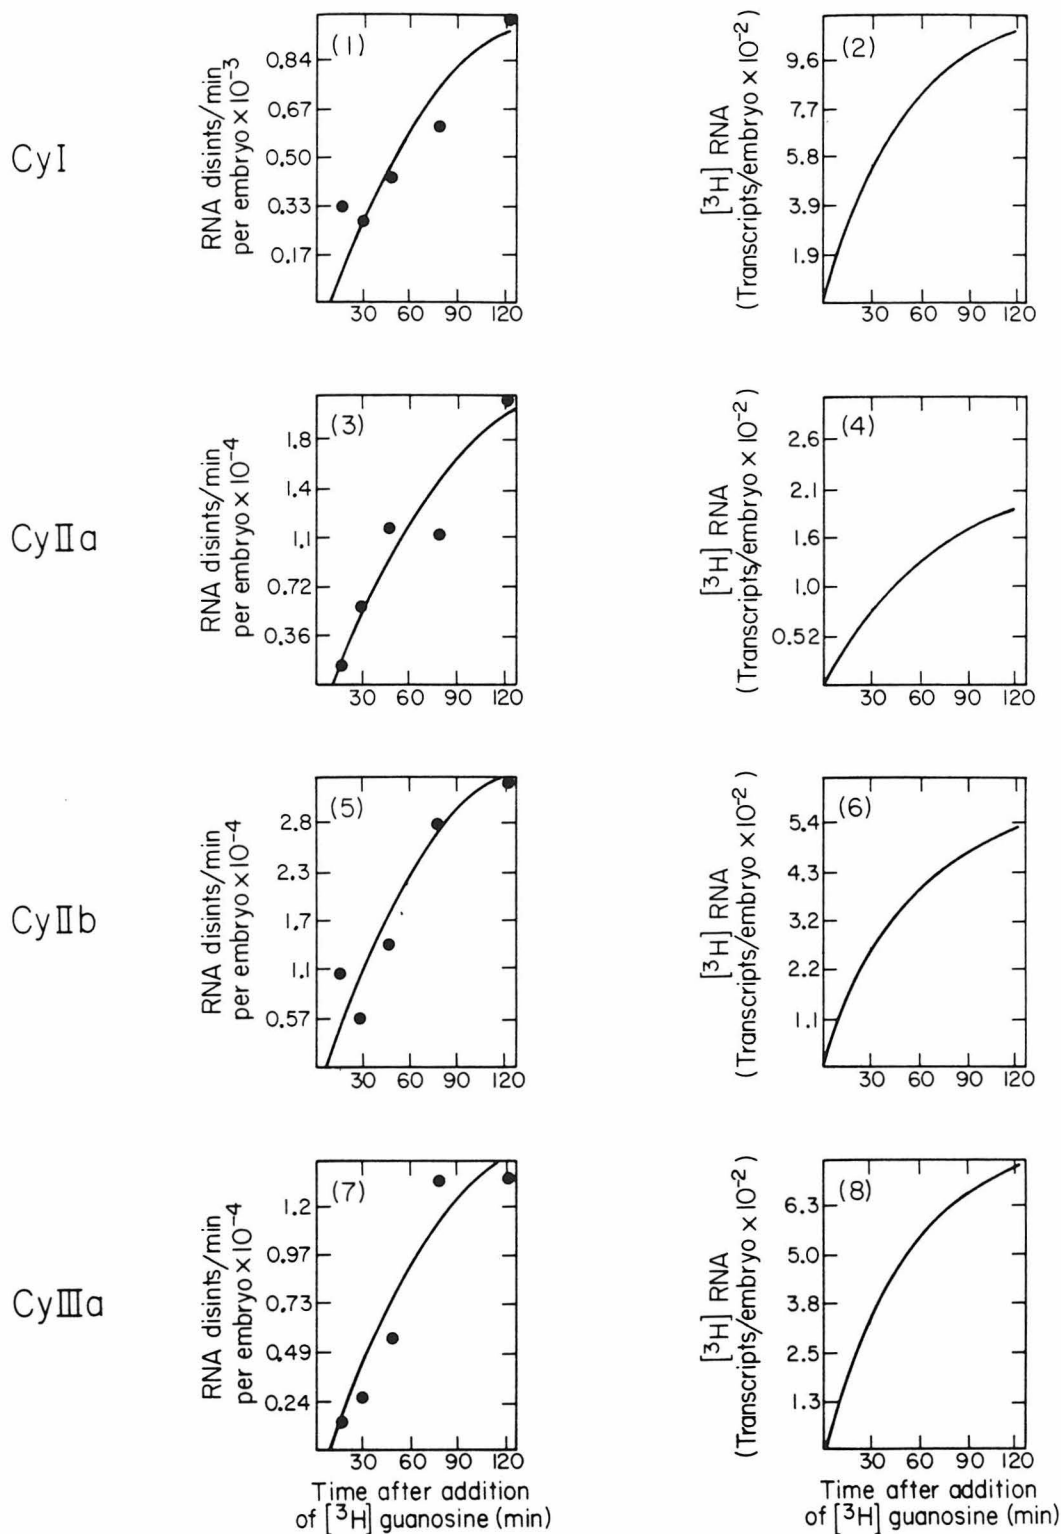 CyI
RNA disints/min
per embryo × 10⁻³
(1)
0.84
0.67
0.50
0.33
0.17
30 60 90 120
[³H] RNA
(Transcripts/embryo × 10⁻²)
(2)
9.6
7.7
5.8
3.9
1.9
30 60 90 120
CyIIa
RNA disints/min
per embryo × 10⁻⁴
(3)
1.8
1.4
1.1
0.72
0.36
30 60 90 120
[³H] RNA
(Transcripts/embryo × 10⁻²)
(4)
2.6
2.1
1.6
1.0
0.52
30 60 90 120
CyIIb
RNA disints/min
per embryo × 10⁻⁴
(5)
2.8
2.3
1.7
1.1
0.57
30 60 90 120
[³H] RNA
(Transcripts/embryo × 10⁻²)
(6)
5.4
4.3
3.2
2.2
1.1
30 60 90 120
CyIIIa
RNA disints/min
per embryo × 10⁻⁴
(7)
1.2
0.97
0.73
0.49
0.24
30 60 90 120
Time after addition
of [³H] guanosine (min)
[³H] RNA
(Transcripts/embryo × 10⁻²)
(8)
6.3
5.0
3.8
2.5
1.3
30 60 90 120
Time after addition
of [³H] guanosine (min)